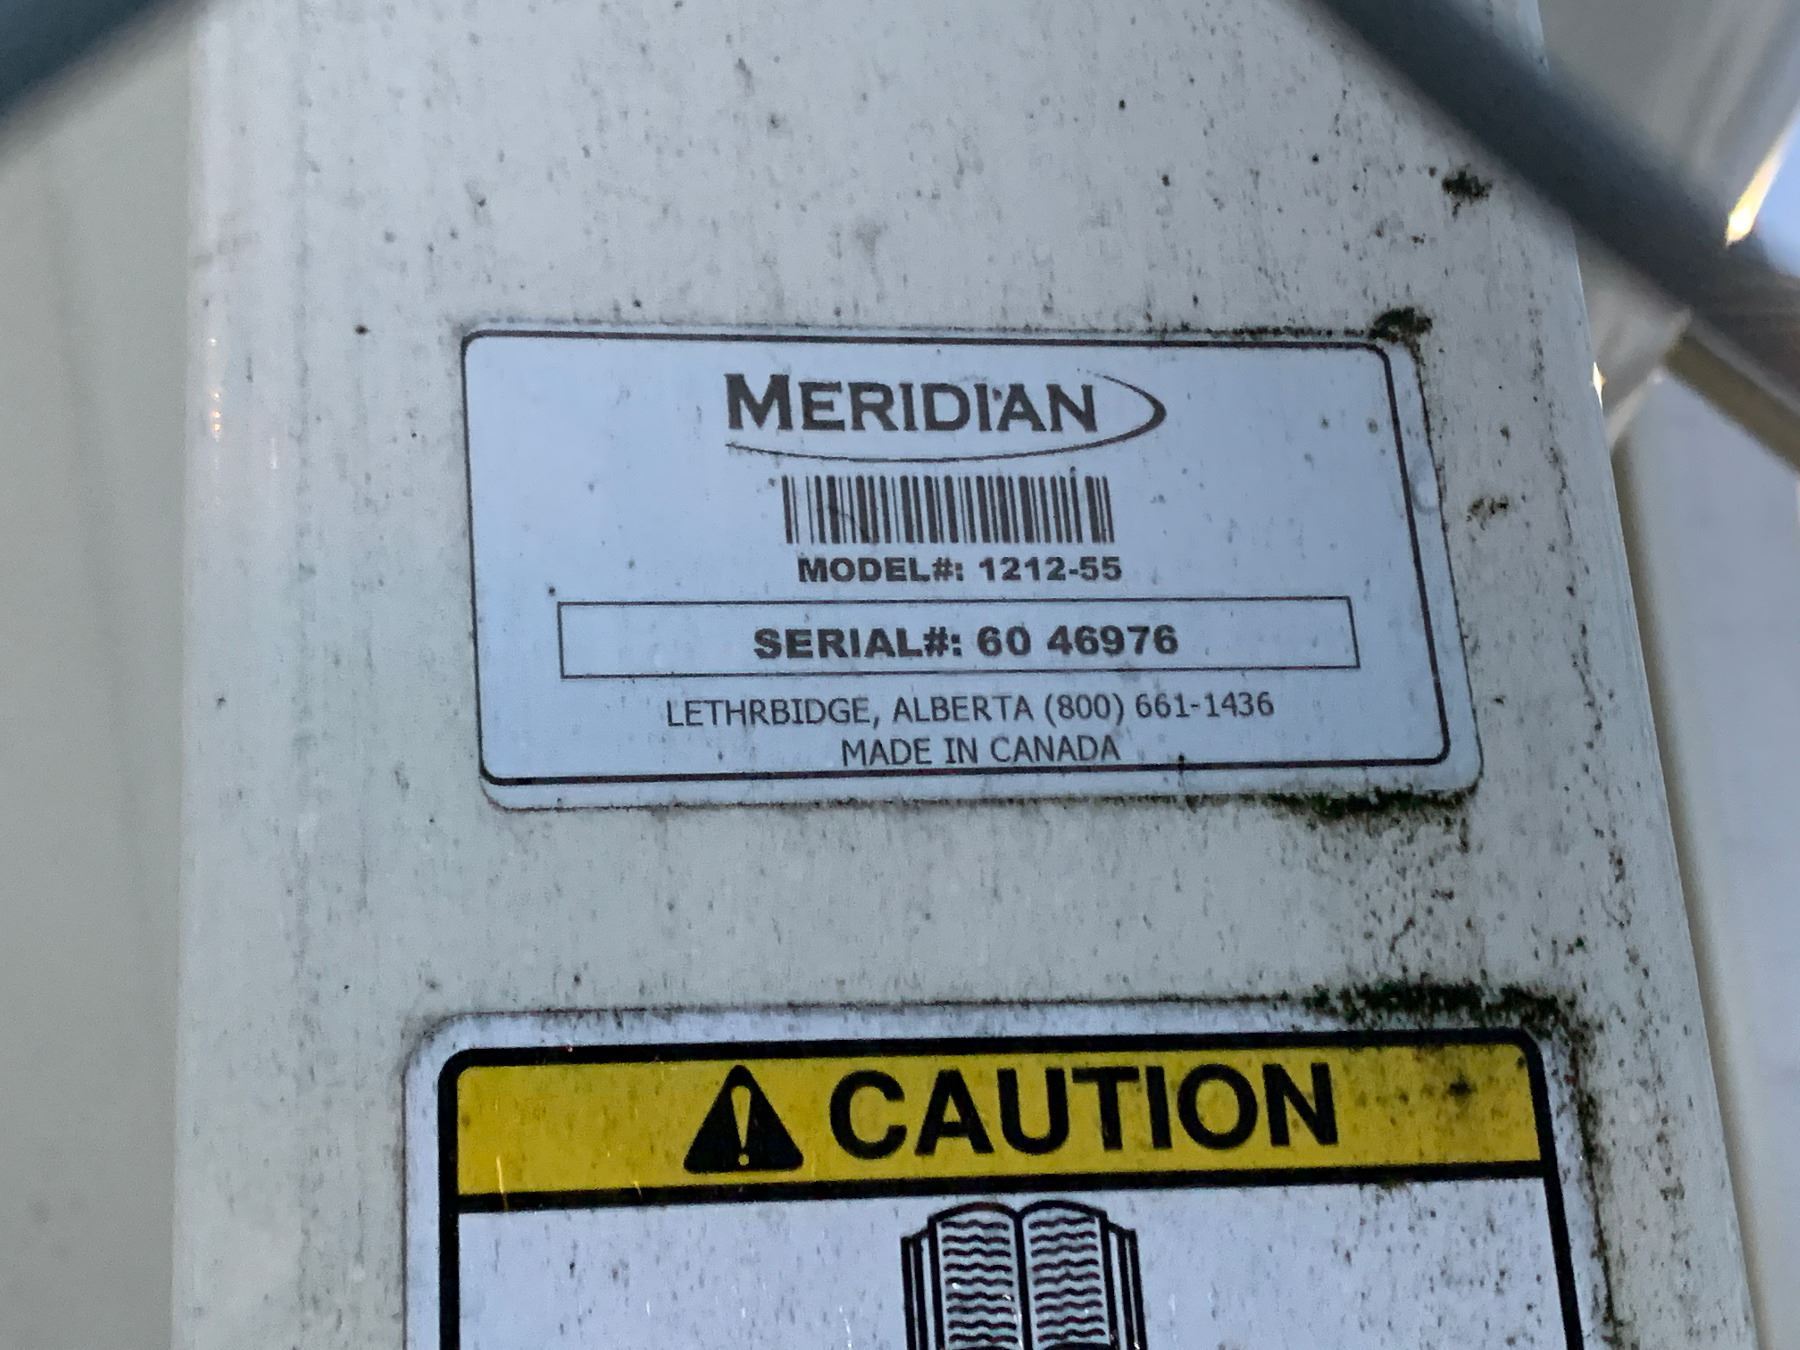 MERIDIAN
MODEL#: 1212-55
SERIAL#: 60 46976
LETHRBIDGE, ALBERTA (800) 661-1436
MADE IN CANADA
CAUTION